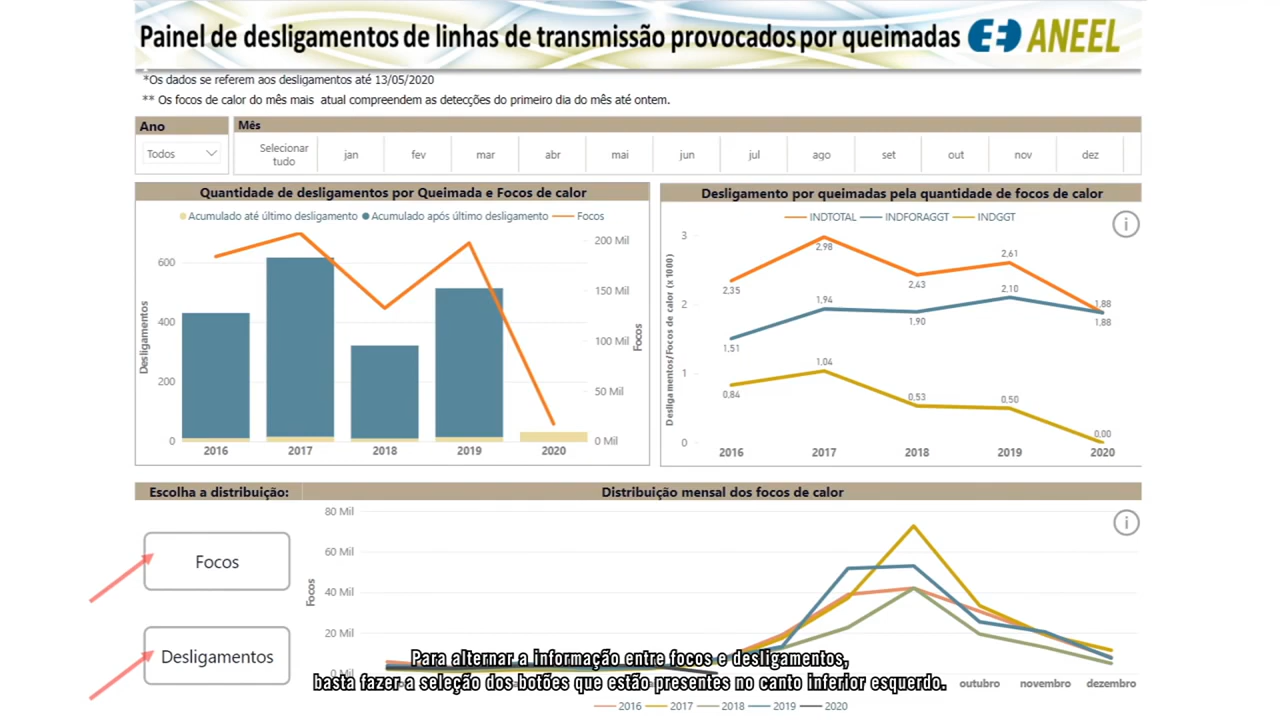 Painel de desligamentos de linhas de transmissão provocados por queimadas ANEEL
*Os dados se referem aos desligamentos até 13/05/2020
** Os focos de calor do mês mais atual compreendem as detecções do primeiro dia do mês até ontem.
Ano
Mês
Todos
Selecionar tudo jan fev mar abr mai jun jul ago set out nov dez
Quantidade de desligamentos por Queimada e Focos de calor
Acumulado até último desligamento Acumulado após último desligamento Focos
Desligamentos
600
400
200
0
200 Mil
150 Mil
100 Mil
50 Mil
0 Mil
Focos
2016 2017 2018 2019 2020
Desligamento por queimadas pela quantidade de focos de calor
INDTOTAL INDFORAGGT INDGGT
i
Desligamentos/Focos de calor (x 1000)
3
2
1
0
2,35 2,98 2,43 2,61 1,88
1,51 1,94 1,90 2,10 1,88
0,84 1,04 0,53 0,50 0,00
2016 2017 2018 2019 2020
Escolha a distribuição:
Focos
Desligamentos
Distribuição mensal dos focos de calor
i
Focos
80 Mil
60 Mil
40 Mil
20 Mil
Para alternar a informação entre focos e desligamentos,
basta fazer a seleção dos botões que estão presentes no canto inferior esquerdo.
outubro novembro dezembro
2016 2017 2018 2019 2020